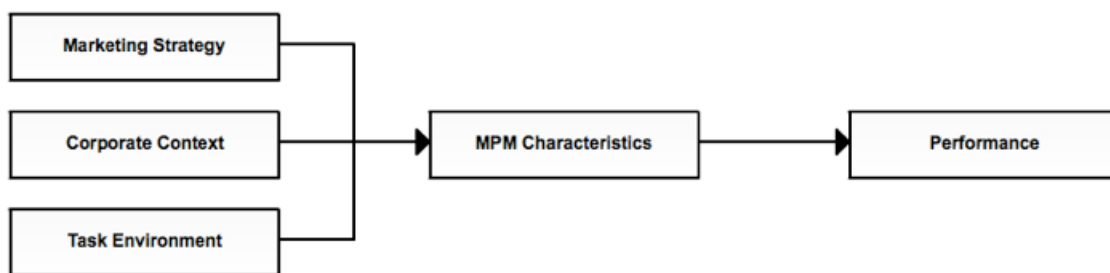 Marketing Strategy
Corporate Context
MPM Characteristics
Performance
Task Environment